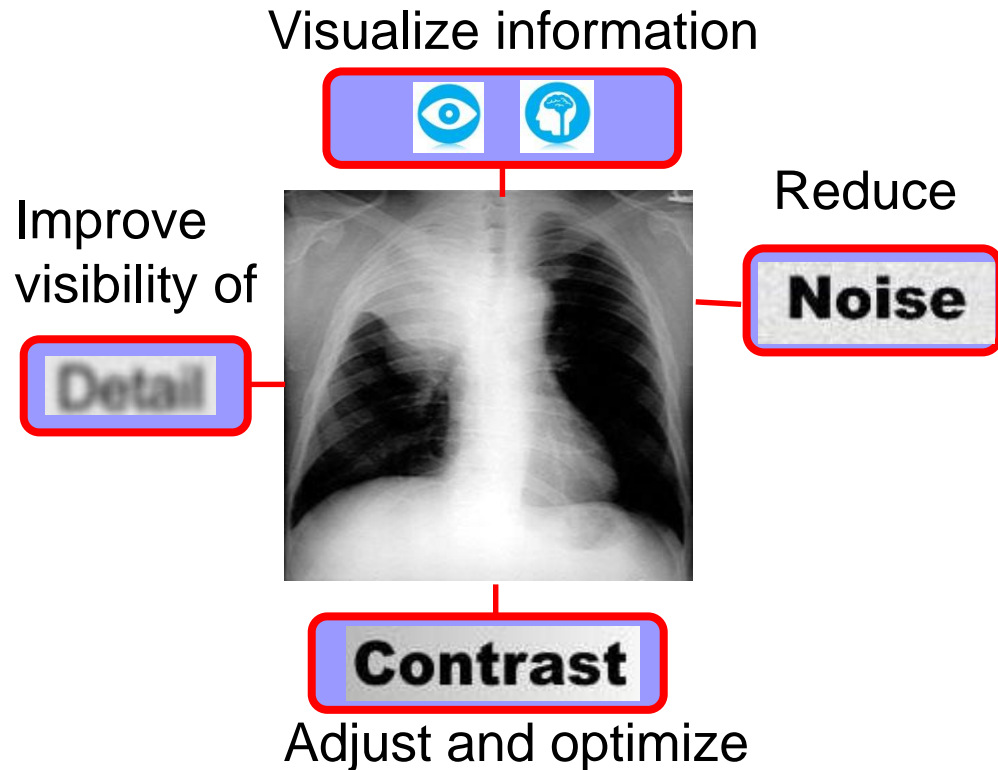 Visualize information
Improve
visibility of
Detail
Reduce
Noise
Contrast
Adjust and optimize